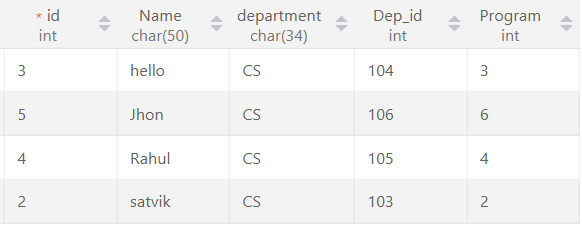 * id Name department Dep_id Program
int char(50) char(34) int int
3 hello CS 104 3
5 Jhon CS 106 6
4 Rahul CS 105 4
2 satvik CS 103 2